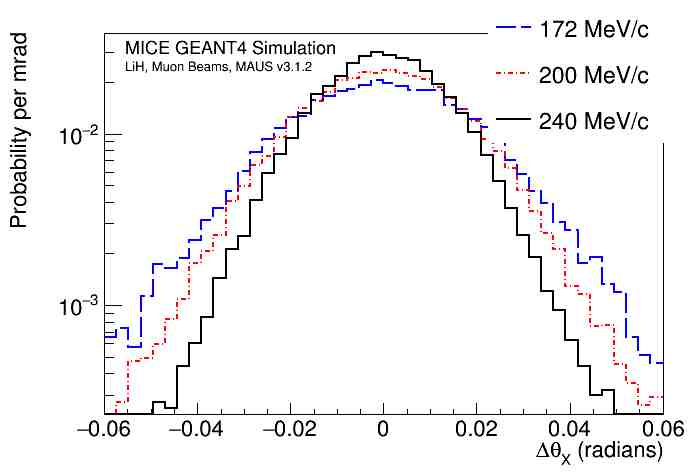 MICE GEANT4 Simulation
LiH, Muon Beams, MAUS v3.1.2
172 MeV/c
200 MeV/c
240 MeV/c
Probability per mrad
10⁻²
10⁻³
−0.06 −0.04 −0.02 0 0.02 0.04 0.06
Δθ_X (radians)